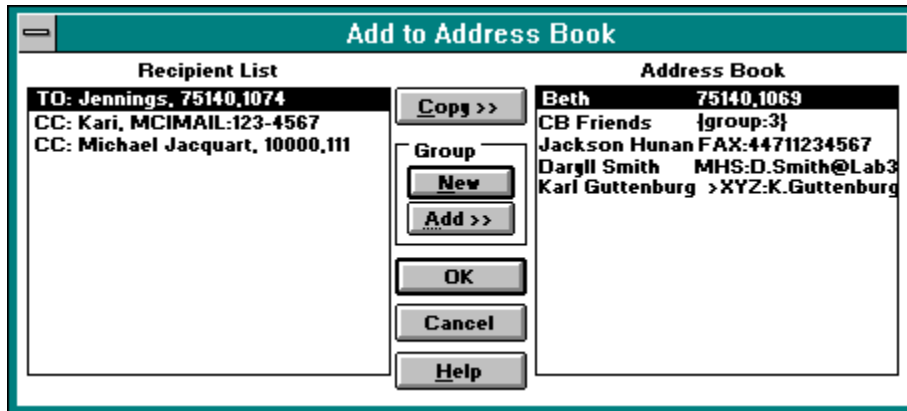 Add to Address Book
Recipient List
TO: Jennings, 75140,1074
CC: Kari, MCIMAIL:123-4567
CC: Michael Jacquart, 10000,111
Copy >>
Group
New
Add >>
OK
Cancel
Help
Address Book
Beth 75140,1069
CB Friends {group:3}
Jackson Hunan FAX:44711234567
Daryll Smith MHS:D.Smith@Lab3
Karl Guttenburg >XYZ:K.Guttenburg